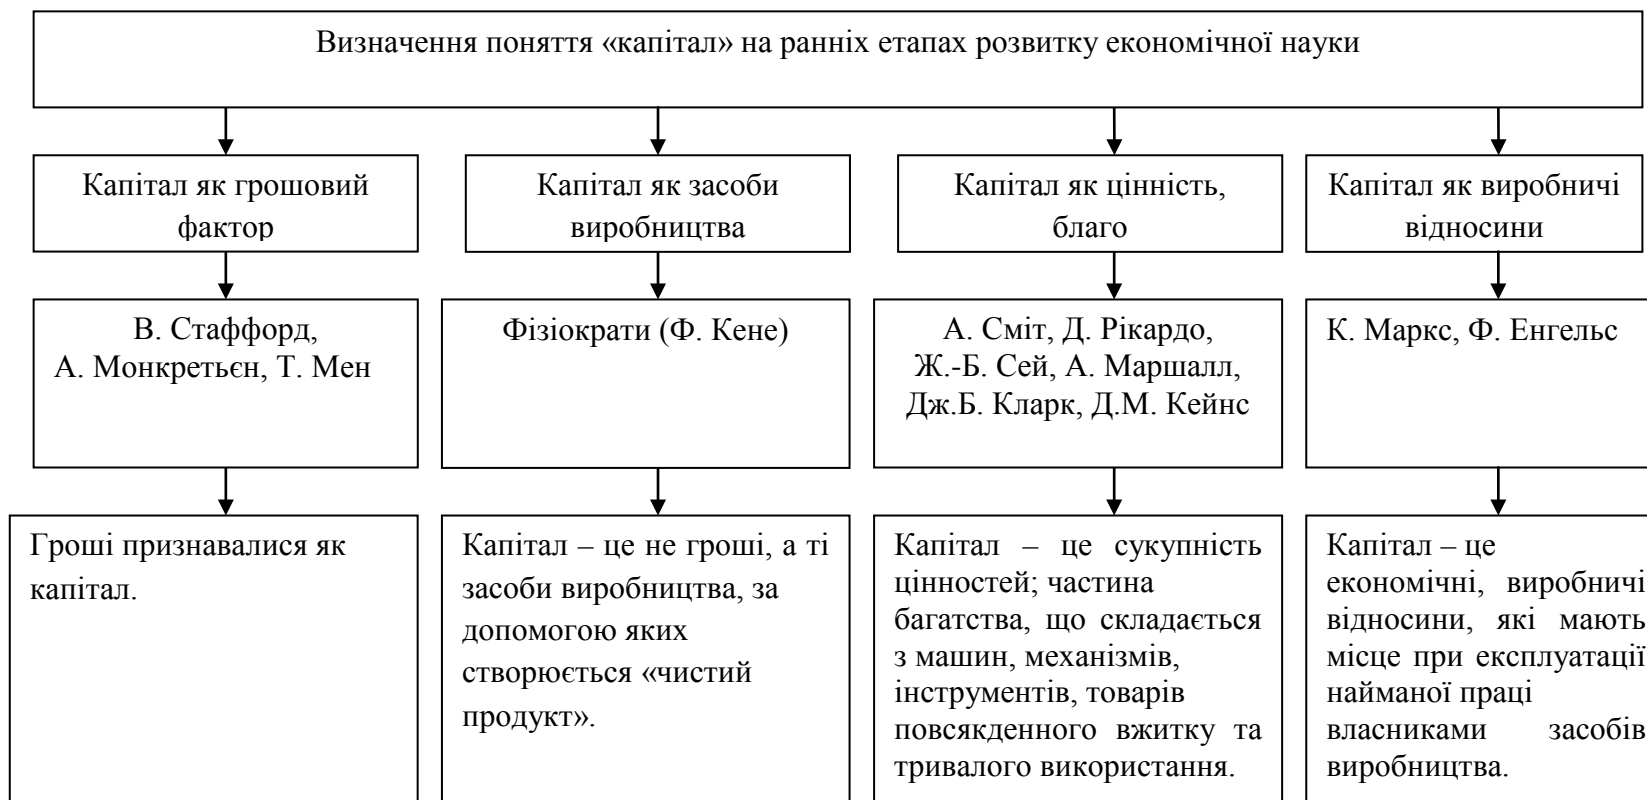 Визначення поняття «капітал» на ранніх етапах розвитку економічної науки
Капітал як грошовий
фактор
Капітал як засоби
виробництва
Капітал як цінність,
благо
Капітал як виробничі
відносини
В. Стаффорд,
А. Монкретьєн, Т. Мен
Фізіократи (Ф. Кене)
А. Сміт, Д. Рікардо,
Ж.-Б. Сей, А. Маршалл,
Дж.Б. Кларк, Д.М. Кейнс
К. Маркс, Ф. Енгельс
Гроші признавалися як
капітал.
Капітал – це не гроші, а ті
засоби виробництва, за
допомогою яких
створюється «чистий
продукт».
Капітал – це сукупність
цінностей; частина
багатства, що складається
з машин, механізмів,
інструментів, товарів
повсякденного вжитку та
тривалого використання.
Капітал – це
економічні, виробничі
відносини, які мають
місце при експлуатації
найманої праці
власниками засобів
виробництва.